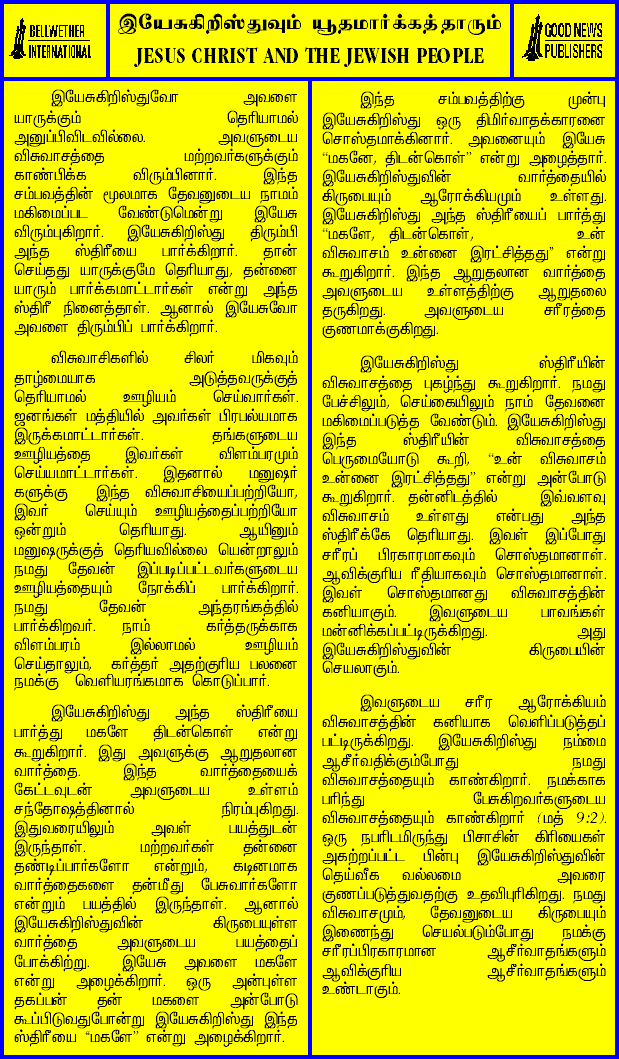 BELLWETHER
INTERNATIONAL
இயேசுகிறிஸ்துவும் யூதமார்க்கத்தாரும்
JESUS CHRIST AND THE JEWISH PEOPLE
GOOD NEWS
PUBLISHERS
இயேசுகிறிஸ்துவோ அவளை
யாருக்கும் தெரியாமல்
அனுப்பிவிடவில்லை. அவளுடைய
விசுவாசத்தை மற்றவர்களுக்கும்
காண்பிக்க விரும்பினார். இந்த
சம்பவத்தின் மூலமாக தேவனுடைய நாமம்
மகிமைப்பட வேண்டுமென்று இயேசு
விரும்புகிறார். இயேசுகிறிஸ்து திரும்பி
அந்த ஸ்திரீயை பார்க்கிறார். தான்
செய்தது யாருக்குமே தெரியாது, தன்னை
யாரும் பார்க்கமாட்டார்கள் என்று அந்த
ஸ்திரீ நினைத்தாள். ஆனால் இயேசுவோ
அவளை திரும்பிப் பார்க்கிறார்.
விசுவாசிகளில் சிலர் மிகவும்
தாழ்மையாக அடுத்தவருக்குத்
தெரியாமல் ஊழியம் செய்வார்கள்.
ஜனங்கள் மத்தியில் அவர்கள் பிரபல்யமாக
இருக்கமாட்டார்கள். தங்களுடைய
ஊழியத்தை இவர்கள் விளம்பரமும்
செய்யமாட்டார்கள். இதனால் மனுஷர்
களுக்கு இந்த விசுவாசியைப்பற்றியோ,
இவர் செய்யும் ஊழியத்தைப்பற்றியோ
ஒன்றும் தெரியாது. ஆயினும்
மனுஷருக்குத் தெரியவில்லை யென்றாலும்
நமது தேவன் இப்படிப்பட்டவர்களுடைய
ஊழியத்தையும் நோக்கிப் பார்க்கிறார்.
நமது தேவன் அந்தரங்கத்தில்
பார்க்கிறவர். நாம் கர்த்தருக்காக
விளம்பரம் இல்லாமல் ஊழியம்
செய்தாலும், கர்த்தர் அதற்குரிய பலனை
நமக்கு வெளியரங்கமாக கொடுப்பார்.
இயேசுகிறிஸ்து அந்த ஸ்திரீயை
பார்த்து மகளே திடன்கொள் என்று
கூறுகிறார். இது அவளுக்கு ஆறுதலான
வார்த்தை. இந்த வார்த்தையைக்
கேட்டவுடன் அவளுடைய உள்ளம்
சந்தோஷத்தினால் நிரம்புகிறது.
இதுவரையிலும் அவள் பயத்துடன்
இருந்தாள். மற்றவர்கள் தன்னை
தண்டிப்பார்களோ என்றும், கடினமாக
வார்த்தைகளை தன்மீது பேசுவார்களோ
என்றும் பயத்தில் இருந்தாள். ஆனால்
இயேசுகிறிஸ்துவின் கிருபையுள்ள
வார்த்தை அவளுடைய பயத்தைப்
போக்கிற்று. இயேசு அவளை மகளே
என்று அழைக்கிறார். ஒரு அன்புள்ள
தகப்பன் தன் மகளை அன்போடு
கூப்பிடுவதுபோன்று இயேசுகிறிஸ்து இந்த
ஸ்திரீயை “மகளே” என்று அழைக்கிறார்.
இந்த சம்பவத்திற்கு முன்பு
இயேசுகிறிஸ்து ஒரு திமிர்வாதக்காரனை
சொஸ்தமாக்கினார். அவனையும் இயேசு
“மகனே, திடன்கொள்” என்று அழைத்தார்.
இயேசுகிறிஸ்துவின் வார்த்தையில்
கிருபையும் ஆரோக்கியமும் உள்ளது.
இயேசுகிறிஸ்து அந்த ஸ்திரீயைப் பார்த்து
“மகளே, திடன்கொள், உன்
விசுவாசம் உன்னை இரட்சித்தது” என்று
கூறுகிறார். இந்த ஆறுதலான வார்த்தை
அவளுடைய உள்ளத்திற்கு ஆறுதலை
தருகிறது. அவளுடைய சரீரத்தை
குணமாக்குகிறது.
இயேசுகிறிஸ்து ஸ்திரீயின்
விசுவாசத்தை புகழ்ந்து கூறுகிறார். நமது
பேச்சிலும், செய்கையிலும் நாம் தேவனை
மகிமைப்படுத்த வேண்டும். இயேசுகிறிஸ்து
இந்த ஸ்திரீயின் விசுவாசத்தை
பெருமையோடு கூறி, “உன் விசுவாசம்
உன்னை இரட்சித்தது” என்று அன்போடு
கூறுகிறார். தன்னிடத்தில் இவ்வளவு
விசுவாசம் உள்ளது என்பது அந்த
ஸ்திரீக்கே தெரியாது. இவள் இப்போது
சரீரப் பிரகாரமாகவும் சொஸ்தமானாள்.
ஆவிக்குரிய ரீதியாகவும் சொஸ்தமானாள்.
இவள் சொஸ்தமானது விசுவாசத்தின்
கனியாகும். இவளுடைய பாவங்கள்
மன்னிக்கப்பட்டிருக்கிறது. அது
இயேசுகிறிஸ்துவின் கிருபையின்
செயலாகும்.
இவளுடைய சரீர ஆரோக்கியம்
விசுவாசத்தின் கனியாக வெளிப்படுத்தப்
பட்டிருக்கிறது. இயேசுகிறிஸ்து நம்மை
ஆசீர்வதிக்கும்போது நமது
விசுவாசத்தையும் காண்கிறார். நமக்காக
பரிந்து பேசுகிறவர்களுடைய
விசுவாசத்தையும் காண்கிறார் (மத் 9:2).
ஒரு நபரிடமிருந்து பிசாசின் கிரியைகள்
அகற்றப்பட்ட பின்பு இயேசுகிறிஸ்துவின்
தெய்வீக வல்லமை அவரை
குணப்படுத்துவதற்கு உதவிபுரிகிறது. நமது
விசுவாசமும், தேவனுடைய கிருபையும்
இணைந்து செயல்படும்போது நமக்கு
சரீரப்பிரகாரமான ஆசீர்வாதங்களும்
ஆவிக்குரிய ஆசீர்வாதங்களும்
உண்டாகும்.